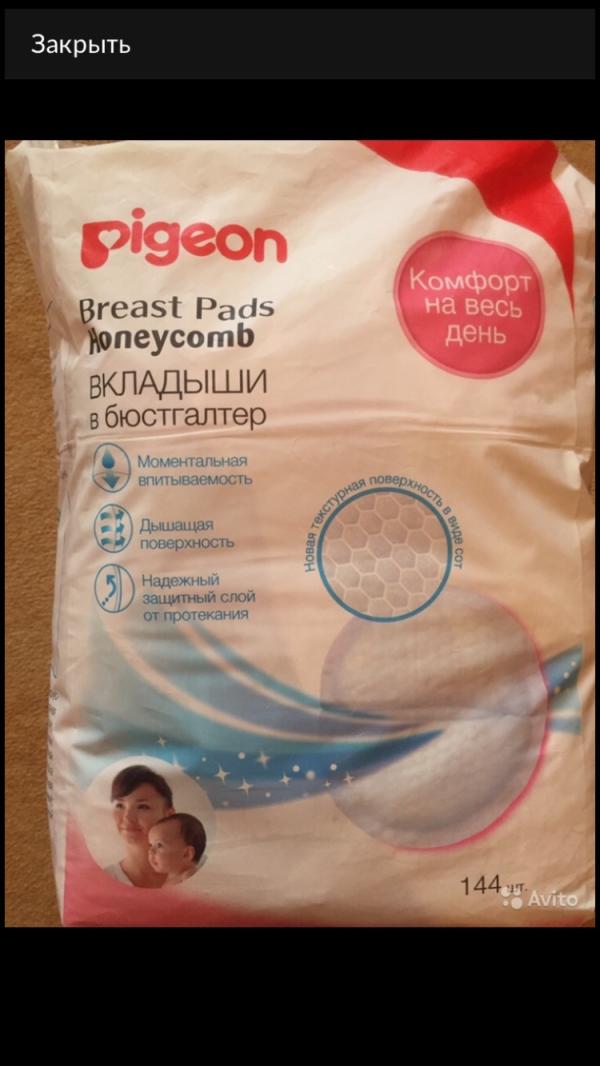 Закрыть
pigeon
Комфорт
на весь
день
Breast Pads
Honeycomb
ВКЛАДЫШИ
в бюстгалтер
Моментальная
впитываемость
Дышащая
поверхность
Надежный
защитный слой
от протекания
Новая текстурная поверхность в виде сот
144 шт.
Avito